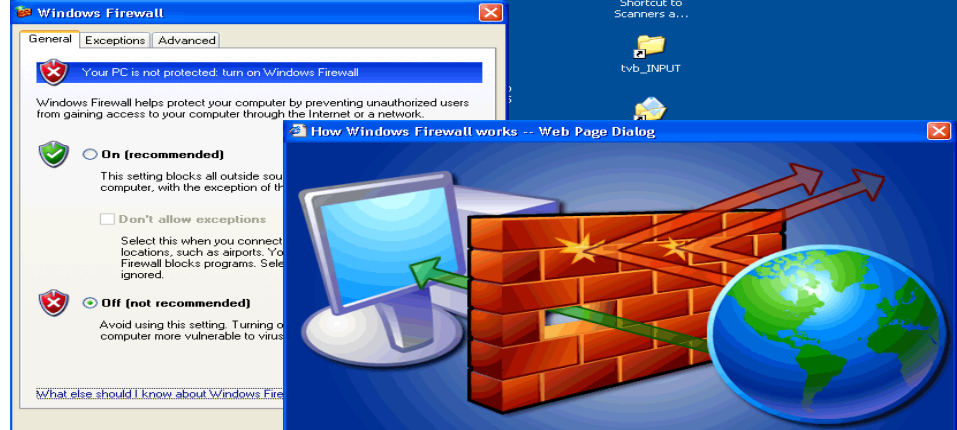 Windows Firewall
General Exceptions Advanced
Your PC is not protected: turn on Windows Firewall
Windows Firewall helps protect your computer by preventing unauthorized users
from gaining access to your computer through the Internet or a network.
On (recommended)
This setting blocks all outside sou
computer, with the exception of th
Don't allow exceptions
Select this when you connect
locations, such as airports. Yo
Firewall blocks programs. Sele
ignored.
Off (not recommended)
Avoid using this setting. Turning o
computer more vulnerable to virus
What else should I know about Windows Fire
Shortcut to
Scanners a...
tvb_INPUT
How Windows Firewall works -- Web Page Dialog